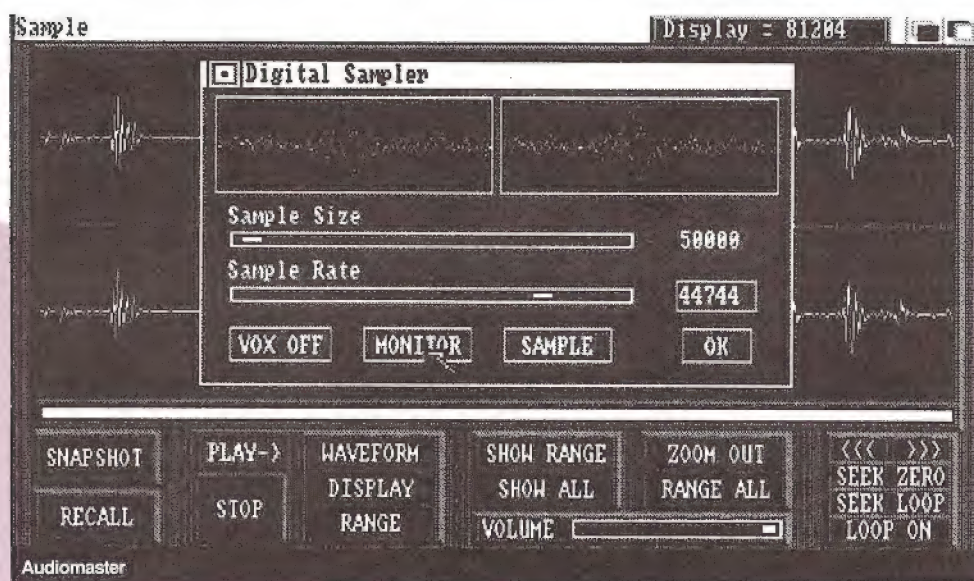 Sample
Display = 81204
Digital Sampler
Sample Size
50000
Sample Rate
44744
VOX OFF MONITOR SAMPLE OK
SNAPSHOT
RECALL
PLAY->
STOP
WAVEFORM
DISPLAY
RANGE
SHOW RANGE
SHOW ALL
ZOOM OUT
RANGE ALL
VOLUME
<<< >>>
SEEK ZERO
SEEK LOOP
LOOP ON
Audiomaster